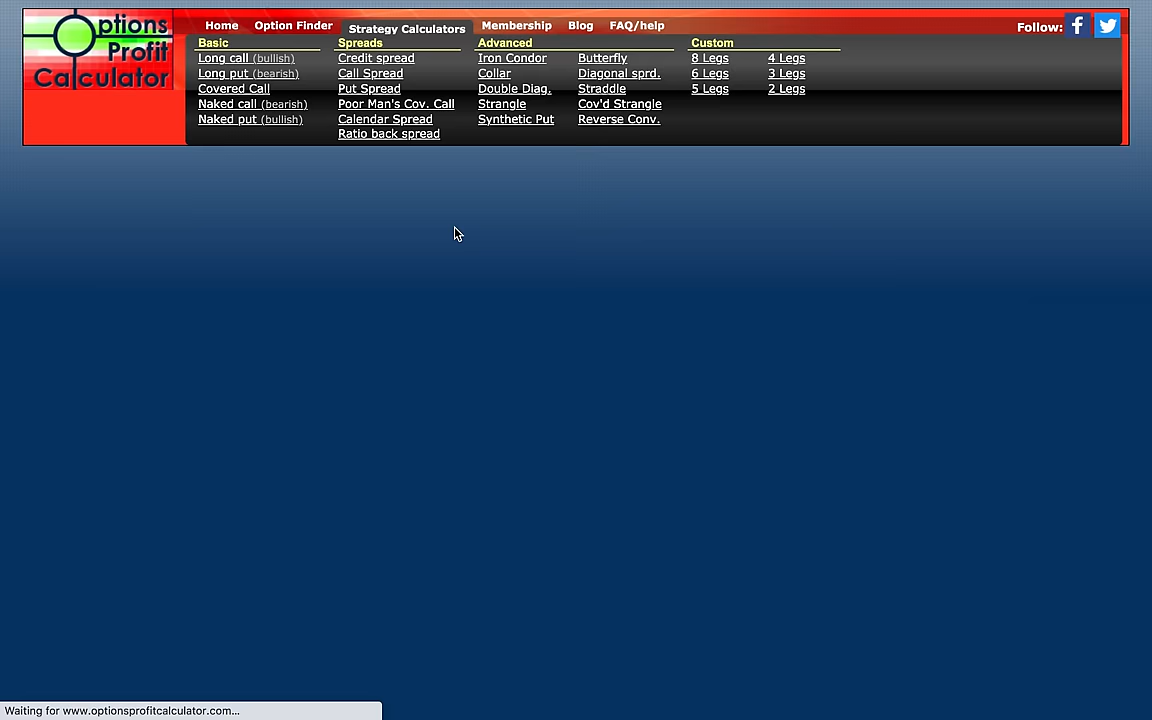 Options
Profit
Calculator
Home Option Finder Strategy Calculators Membership Blog FAQ/help Follow:
Basic Spreads Advanced Custom
Long call (bullish) Credit spread Iron Condor Butterfly 8 Legs 4 Legs
Long put (bearish) Call Spread Collar Diagonal sprd. 6 Legs 3 Legs
Covered Call Put Spread Double Diag. Straddle 5 Legs 2 Legs
Naked call (bearish) Poor Man's Cov. Call Strangle Cov'd Strangle
Naked put (bullish) Calendar Spread Synthetic Put Reverse Conv.
Ratio back spread
Waiting for www.optionsprofitcalculator.com...